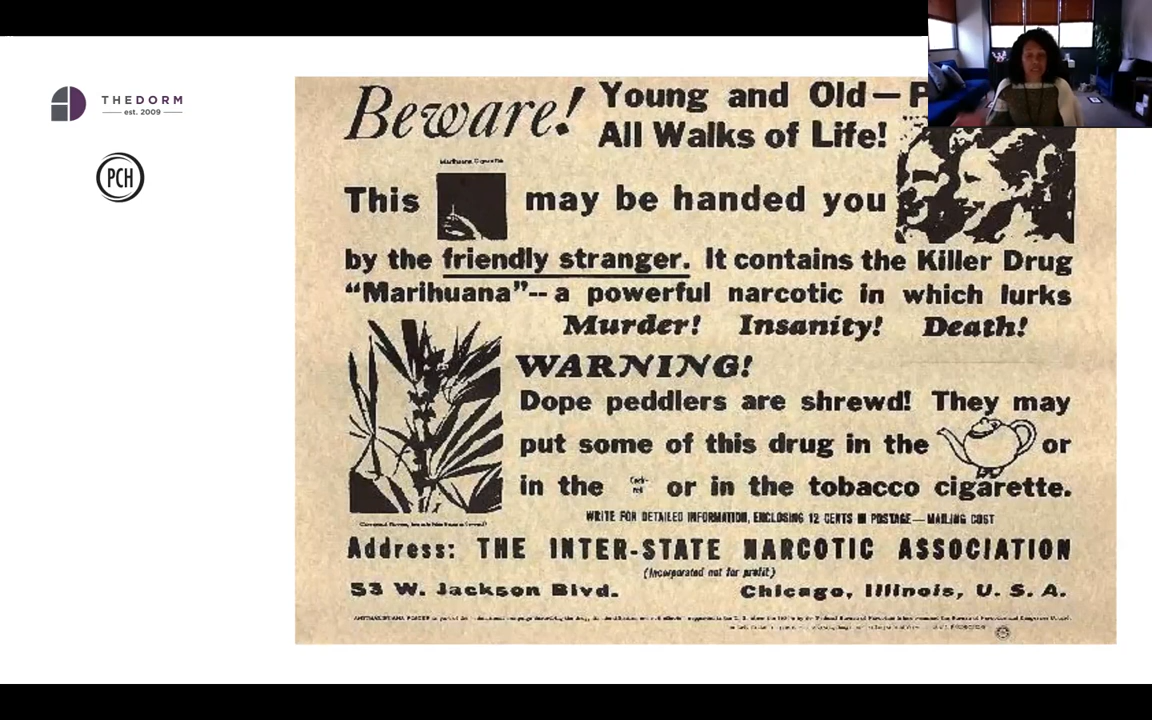 THEDORM
est. 2009
PCH
Beware! Young and Old—P
All Walks of Life!
Marihuana Cigarette
This may be handed you
by the friendly stranger. It contains the Killer Drug
“Marihuana”-- a powerful narcotic in which lurks
Murder! Insanity! Death!
WARNING!
Dope peddlers are shrewd! They may
put some of this drug in the or
in the or in the tobacco cigarette.
WRITE FOR DETAILED INFORMATION, ENCLOSING 12 CENTS IN POSTAGE — MAILING COST
Address: THE INTER-STATE NARCOTIC ASSOCIATION
(Incorporated not for profit)
53 W. Jackson Blvd. Chicago, Illinois, U. S. A.